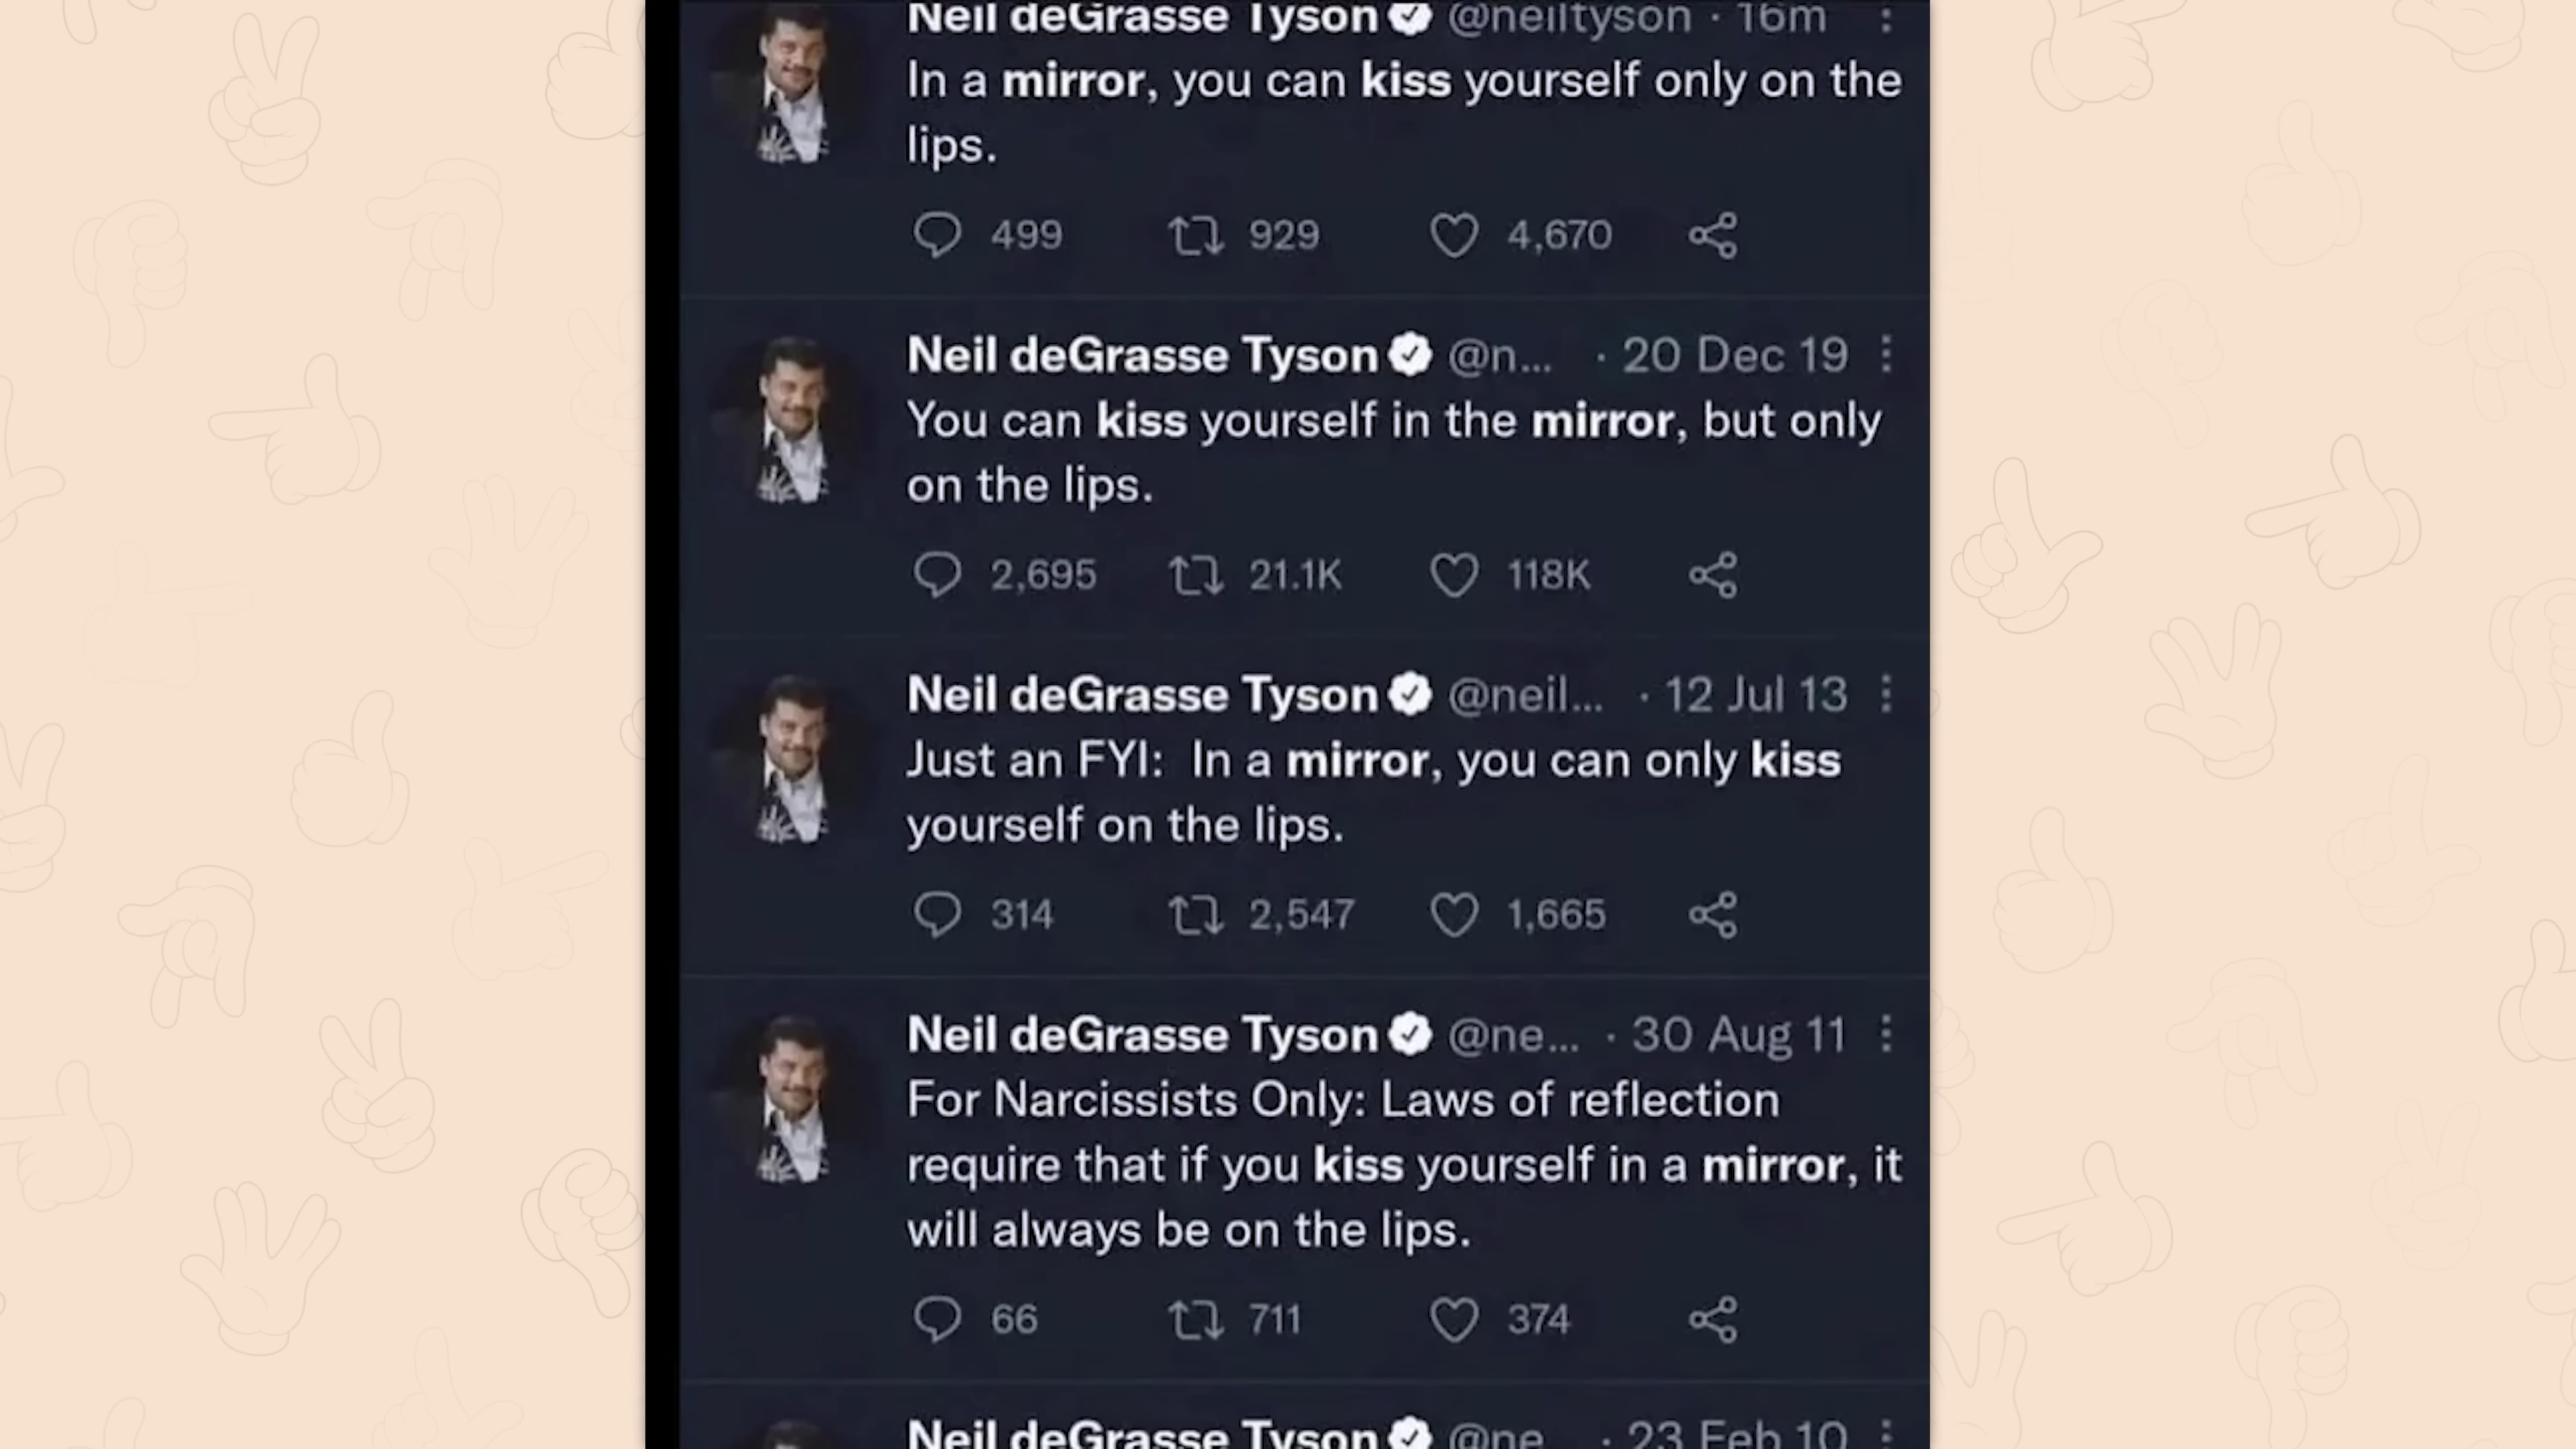 Neil deGrasse Tyson @neiltyson · 16m
In a mirror, you can kiss yourself only on the
lips.
499 929 4,670
Neil deGrasse Tyson @n... · 20 Dec 19
You can kiss yourself in the mirror, but only
on the lips.
2,695 21.1K 118K
Neil deGrasse Tyson @neil... · 12 Jul 13
Just an FYI: In a mirror, you can only kiss
yourself on the lips.
314 2,547 1,665
Neil deGrasse Tyson @ne... · 30 Aug 11
For Narcissists Only: Laws of reflection
require that if you kiss yourself in a mirror, it
will always be on the lips.
66 711 374
Neil deGrasse Tyson @ne... · 23 Feb 10